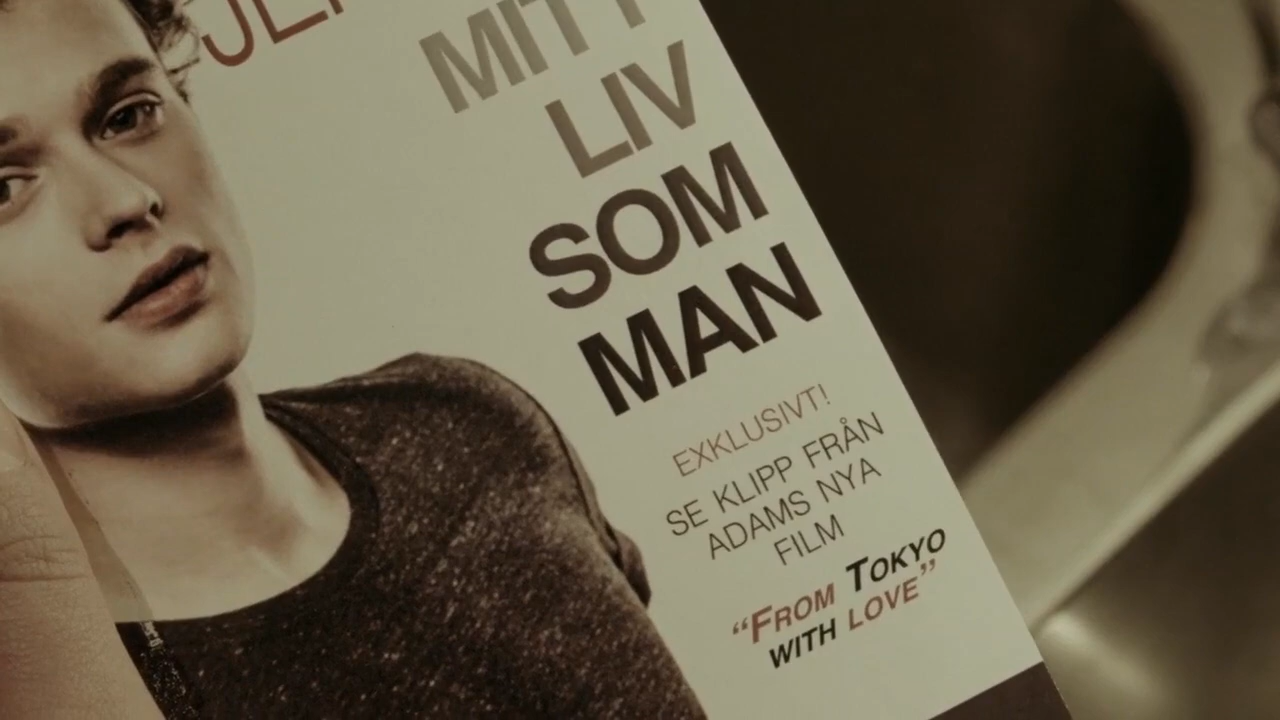 MITT
LIV
SOM
MAN
EXKLUSIVT!
SE KLIPP FRÅN
ADAMS NYA
FILM
“FROM TOKYO
WITH LOVE”